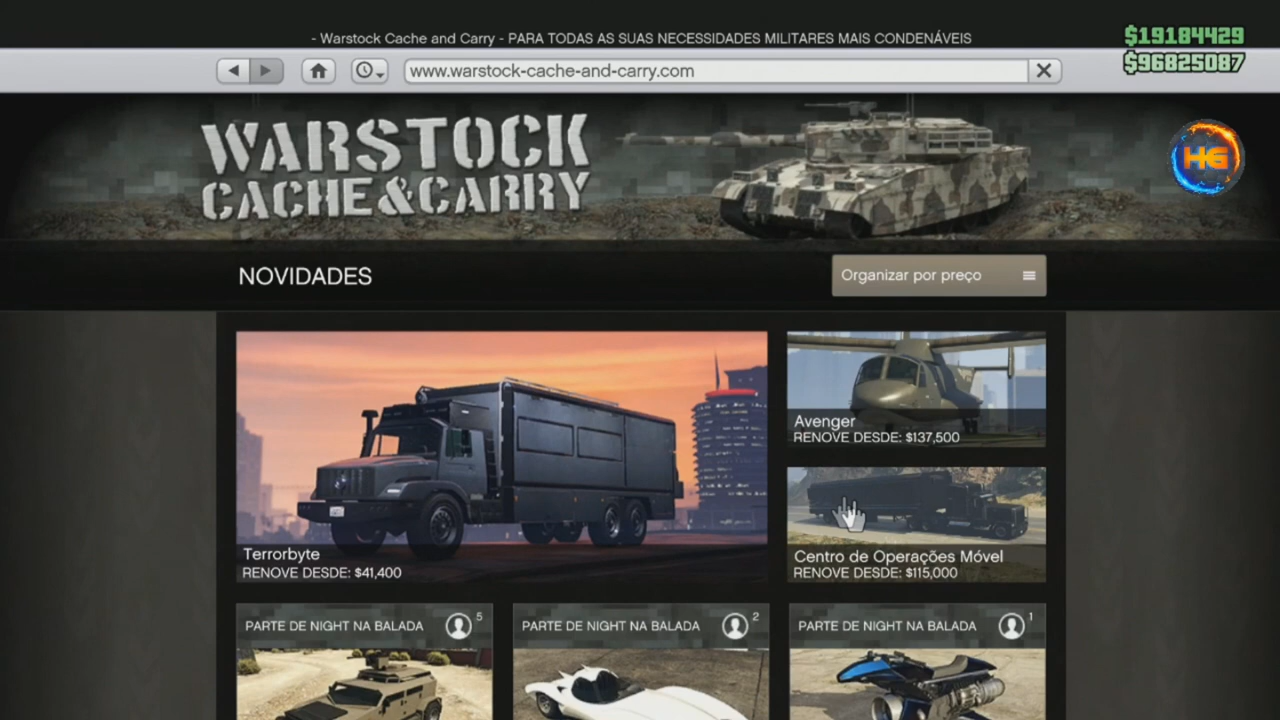 - Warstock Cache and Carry - PARA TODAS AS SUAS NECESSIDADES MILITARES MAIS CONDENÁVEIS
$19184429
$96825087
www.warstock-cache-and-carry.com
WARSTOCK
CACHE&CARRY
HG
NOVIDADES
Organizar por preço
Terrorbyte
RENOVE DESDE: $41,400
Avenger
RENOVE DESDE: $137,500
Centro de Operações Móvel
RENOVE DESDE: $115,000
PARTE DE NIGHT NA BALADA 5
PARTE DE NIGHT NA BALADA 2
PARTE DE NIGHT NA BALADA 1